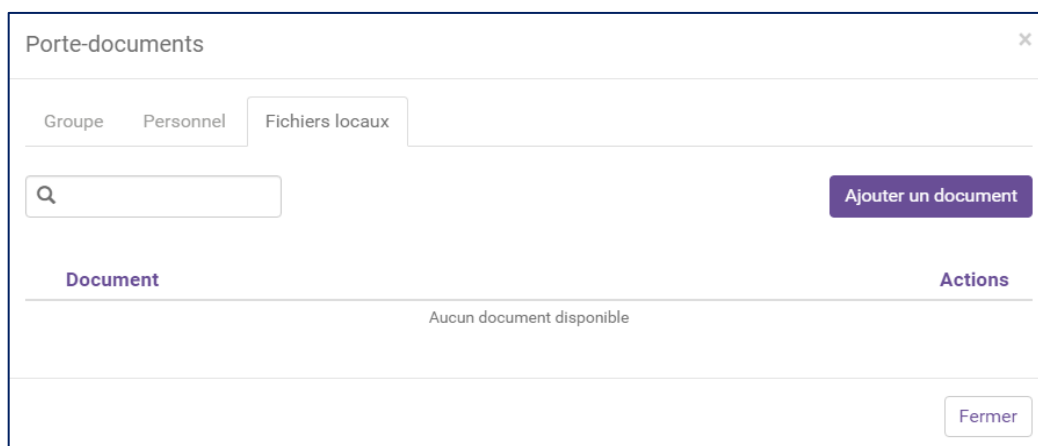 Porte-documents ×
Groupe Personnel Fichiers locaux
Ajouter un document
Document Actions
Aucun document disponible
Fermer